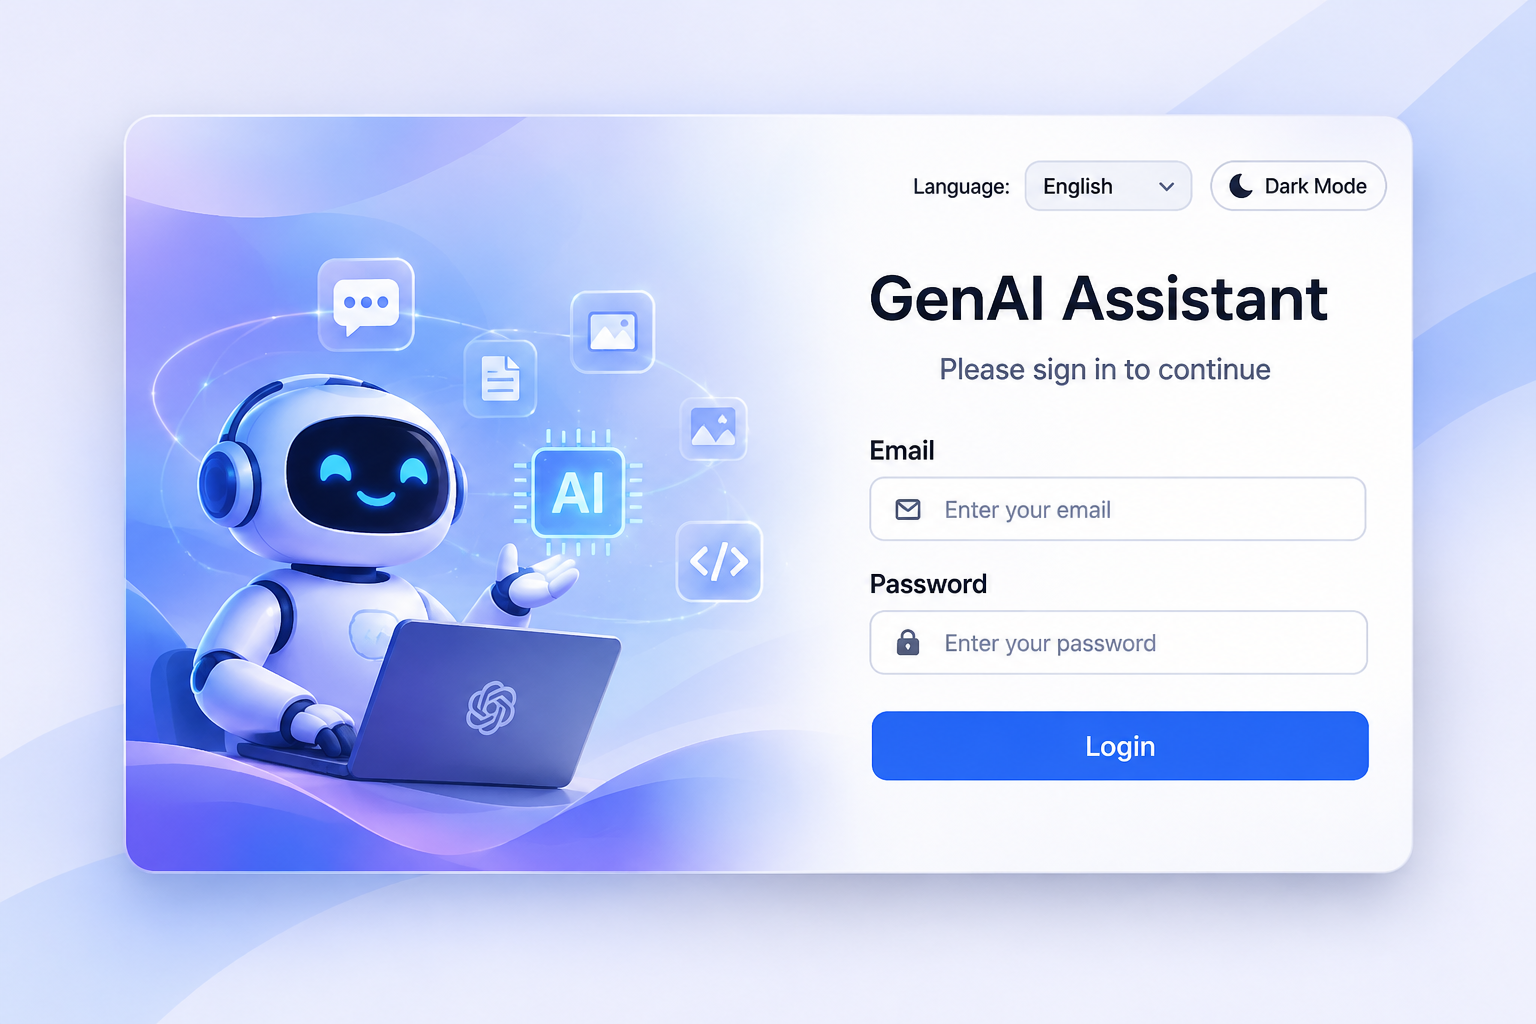 Language: English Dark Mode
GenAI Assistant
Please sign in to continue
Email
Enter your email
Password
Enter your password
Login
AI
</>